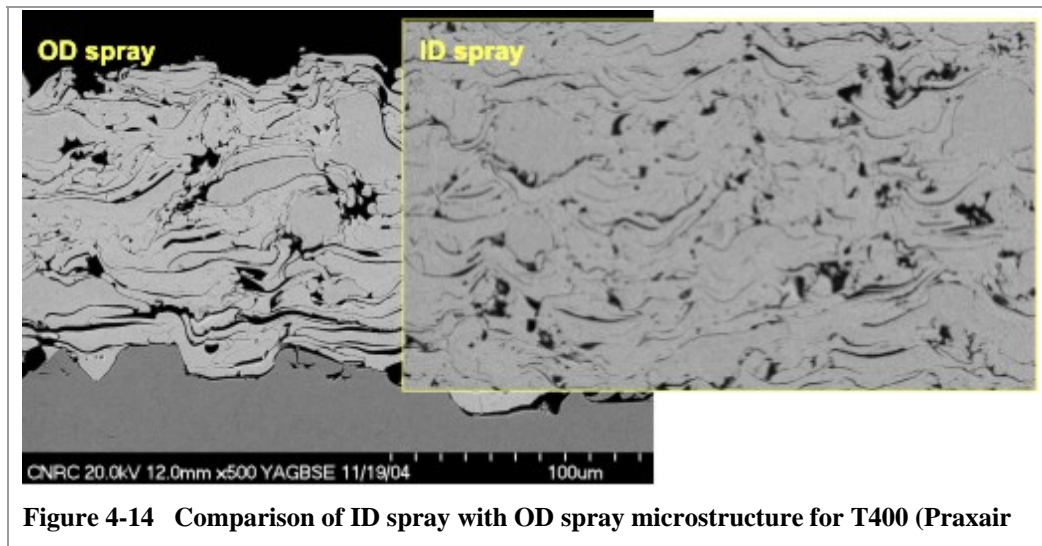 OD spray
ID spray
CNRC 20.0kV 12.0mm x500 YAGBSE 11/19/04
100um
Figure 4-14 Comparison of ID spray with OD spray microstructure for T400 (Praxair